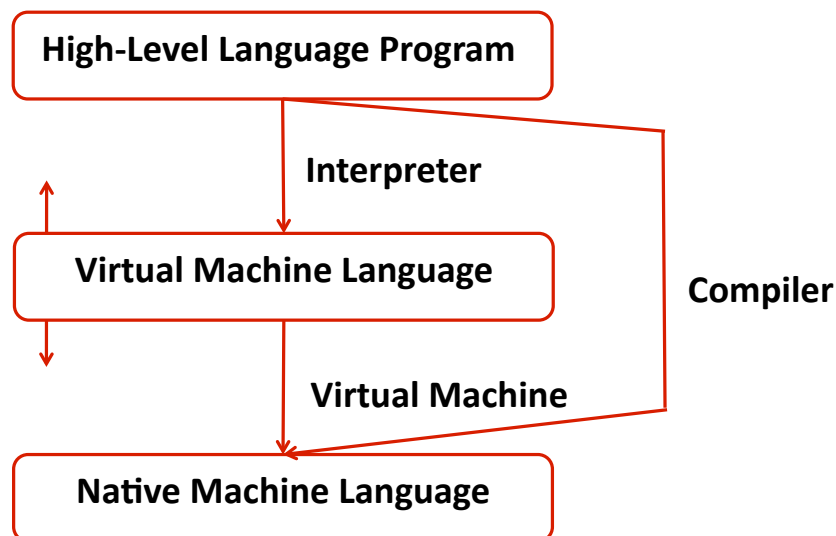 High-Level Language Program
Interpreter
Virtual Machine Language
Compiler
Virtual Machine
Native Machine Language